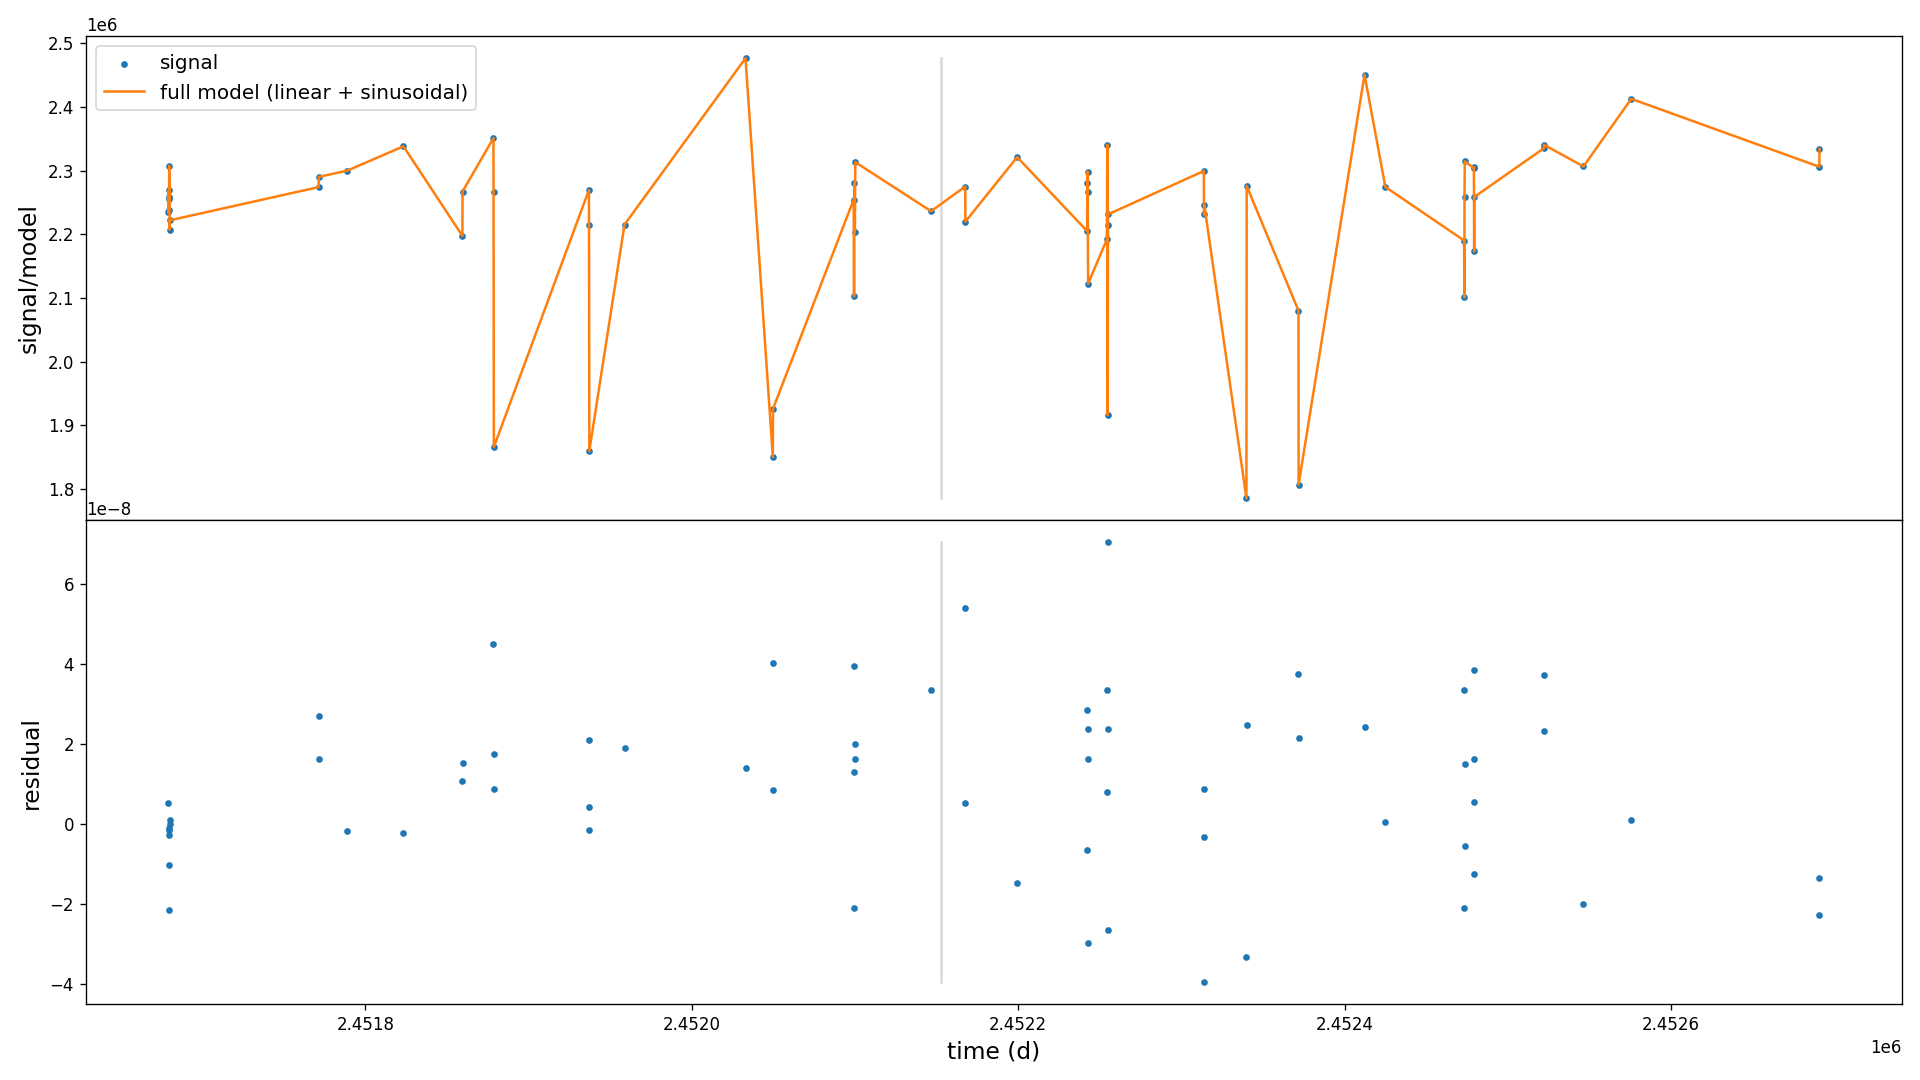 1e6
2.5
2.4
2.3
2.2
2.1
2.0
1.9
1.8
signal/model
signal
full model (linear + sinusoidal)
1e−8
6
4
2
0
−2
−4
residual
2.4518
2.4520
2.4522
2.4524
2.4526
1e6
time (d)